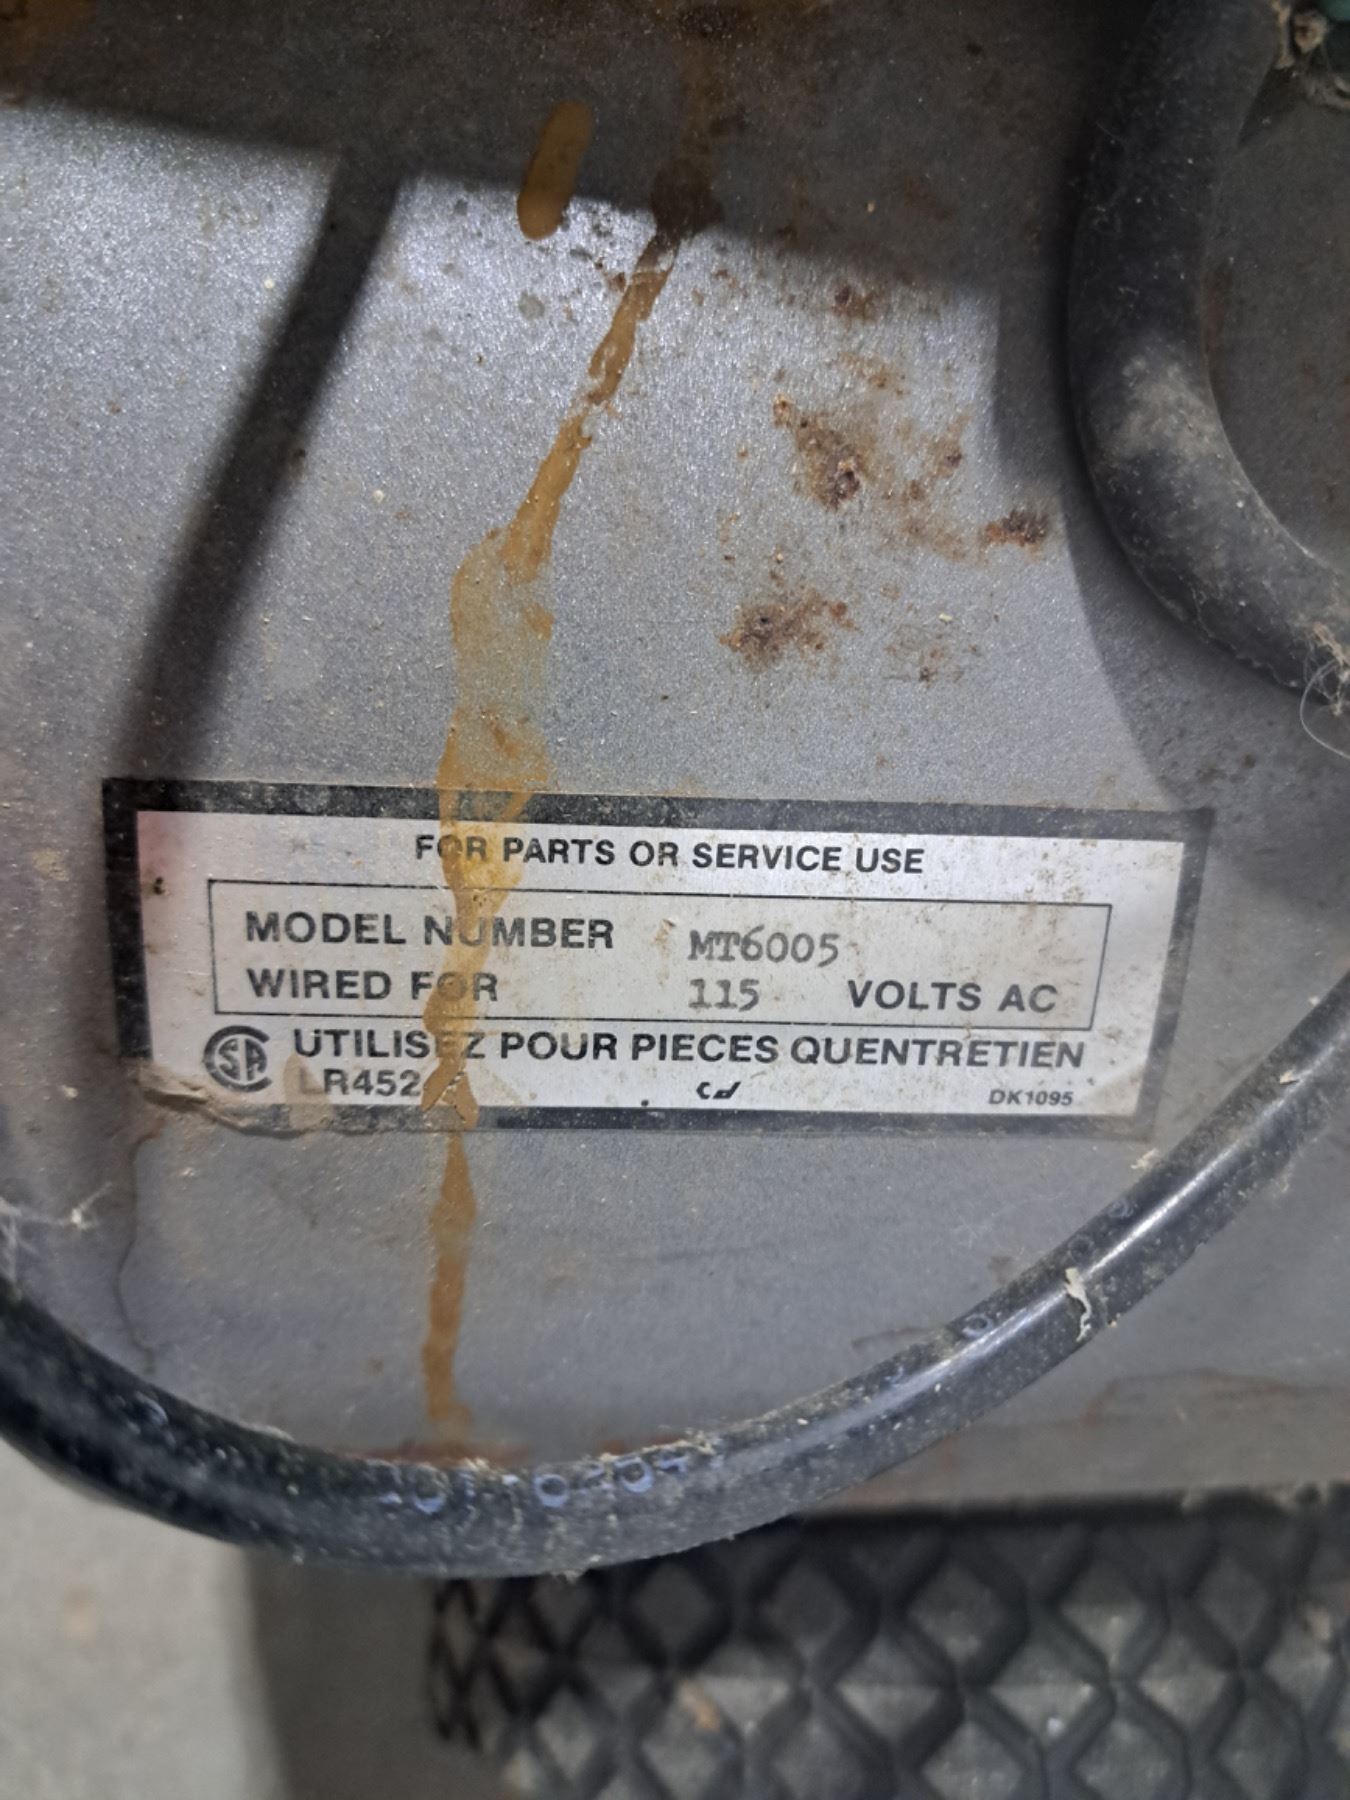 FOR PARTS OR SERVICE USE
MODEL NUMBER MT6005
WIRED FOR 115 VOLTS AC
UTILISEZ POUR PIECES QUENTRETIEN
DK1095